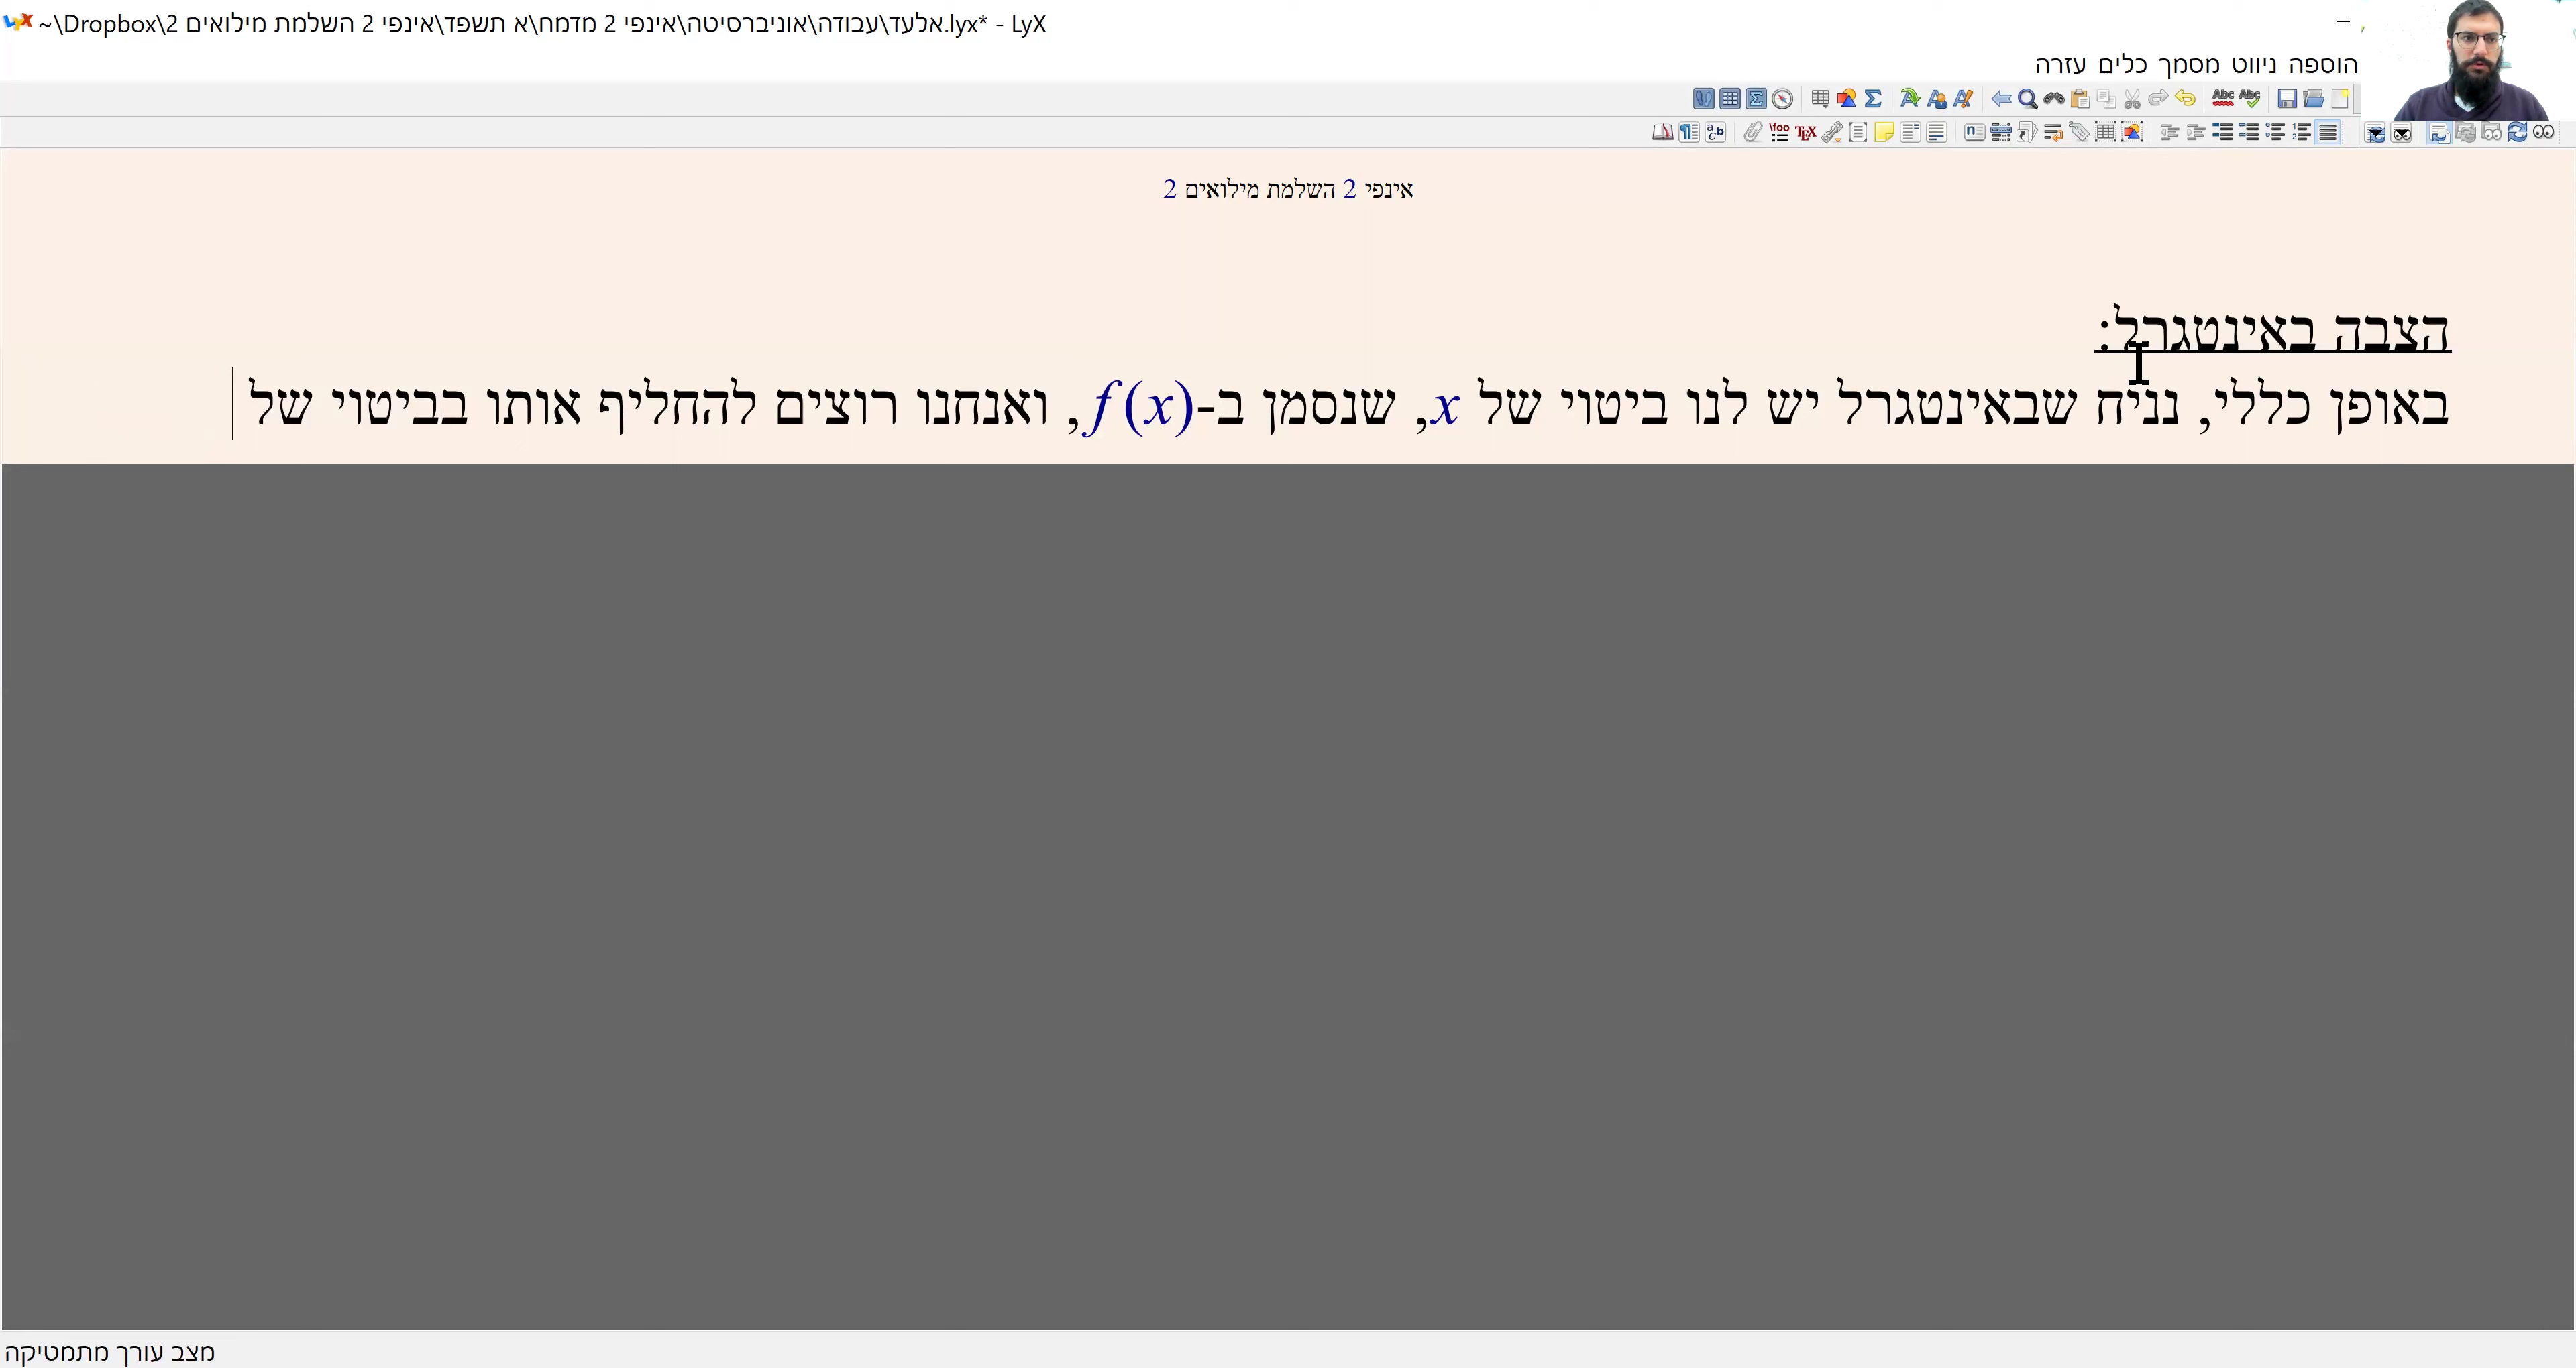 ~\Dropbox\אלעד\עבודה\אוניברסיטה\אינפי 2 מדמח\א תשפד\אינפי 2 השלמת מילואים 2.lyx* - LyX
הוספה ניווט מסמך כלים עזרה
אינפי 2 השלמת מילואים 2
הצבה באינטגרל:
באופן כללי, נניח שבאינטגרל יש לנו ביטוי של x, שנסמן ב-f(x), ואנחנו רוצים להחליף אותו בביטוי של
מצב עורך מתמטיקה